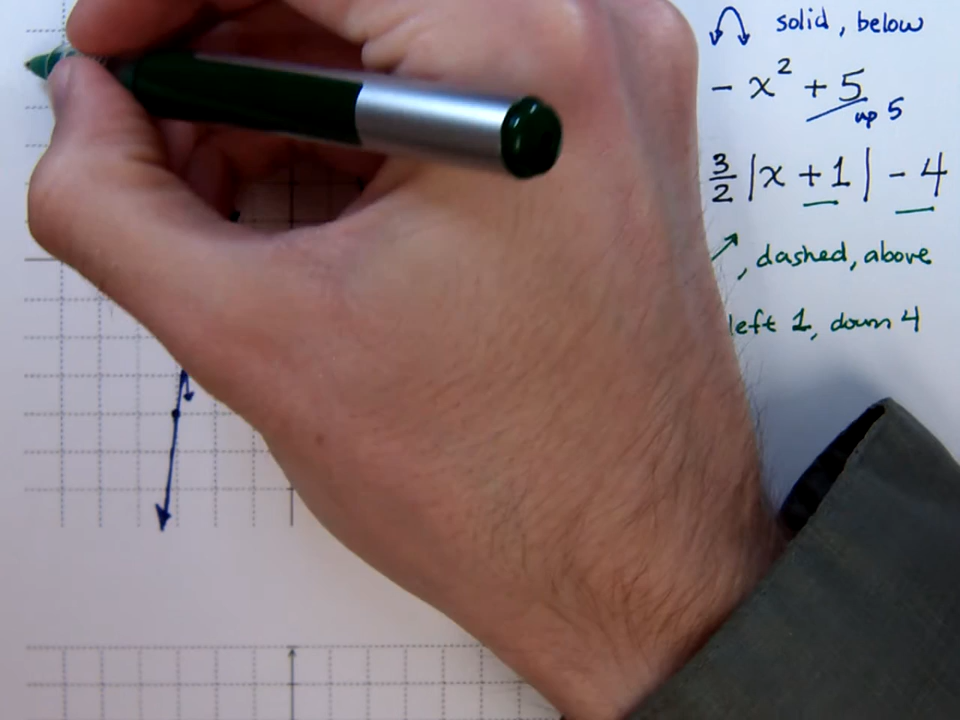 solid, below
- x² + 5
up 5
3/2 |x + 1| - 4
, dashed, above
left 1, down 4